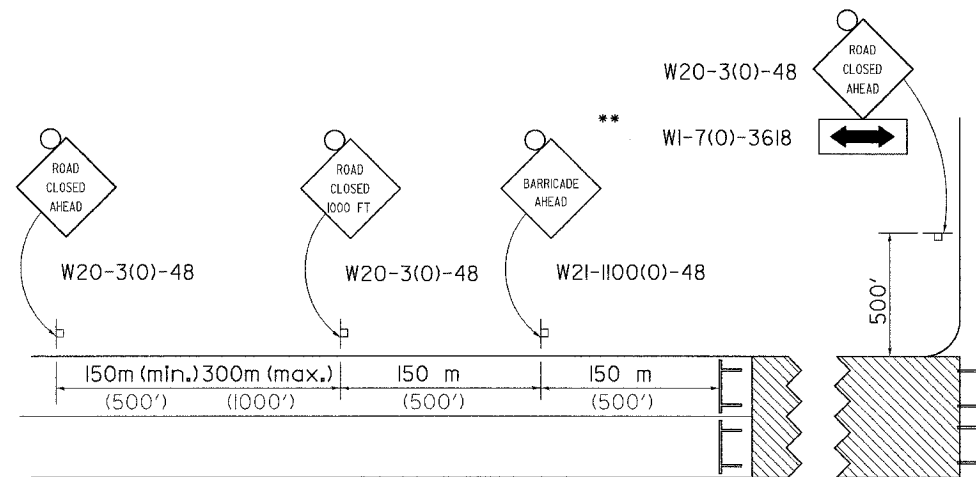 ROAD
CLOSED
AHEAD
W20-3(0)-48
**
W1-7(0)-3618
ROAD
CLOSED
AHEAD
ROAD
CLOSED
1000 FT
BARRICADE
AHEAD
W20-3(0)-48
W20-3(0)-48
W21-1100(0)-48
500'
150m (min.) 300m (max.)
150 m
150 m
(500')
(1000')
(500')
(500')